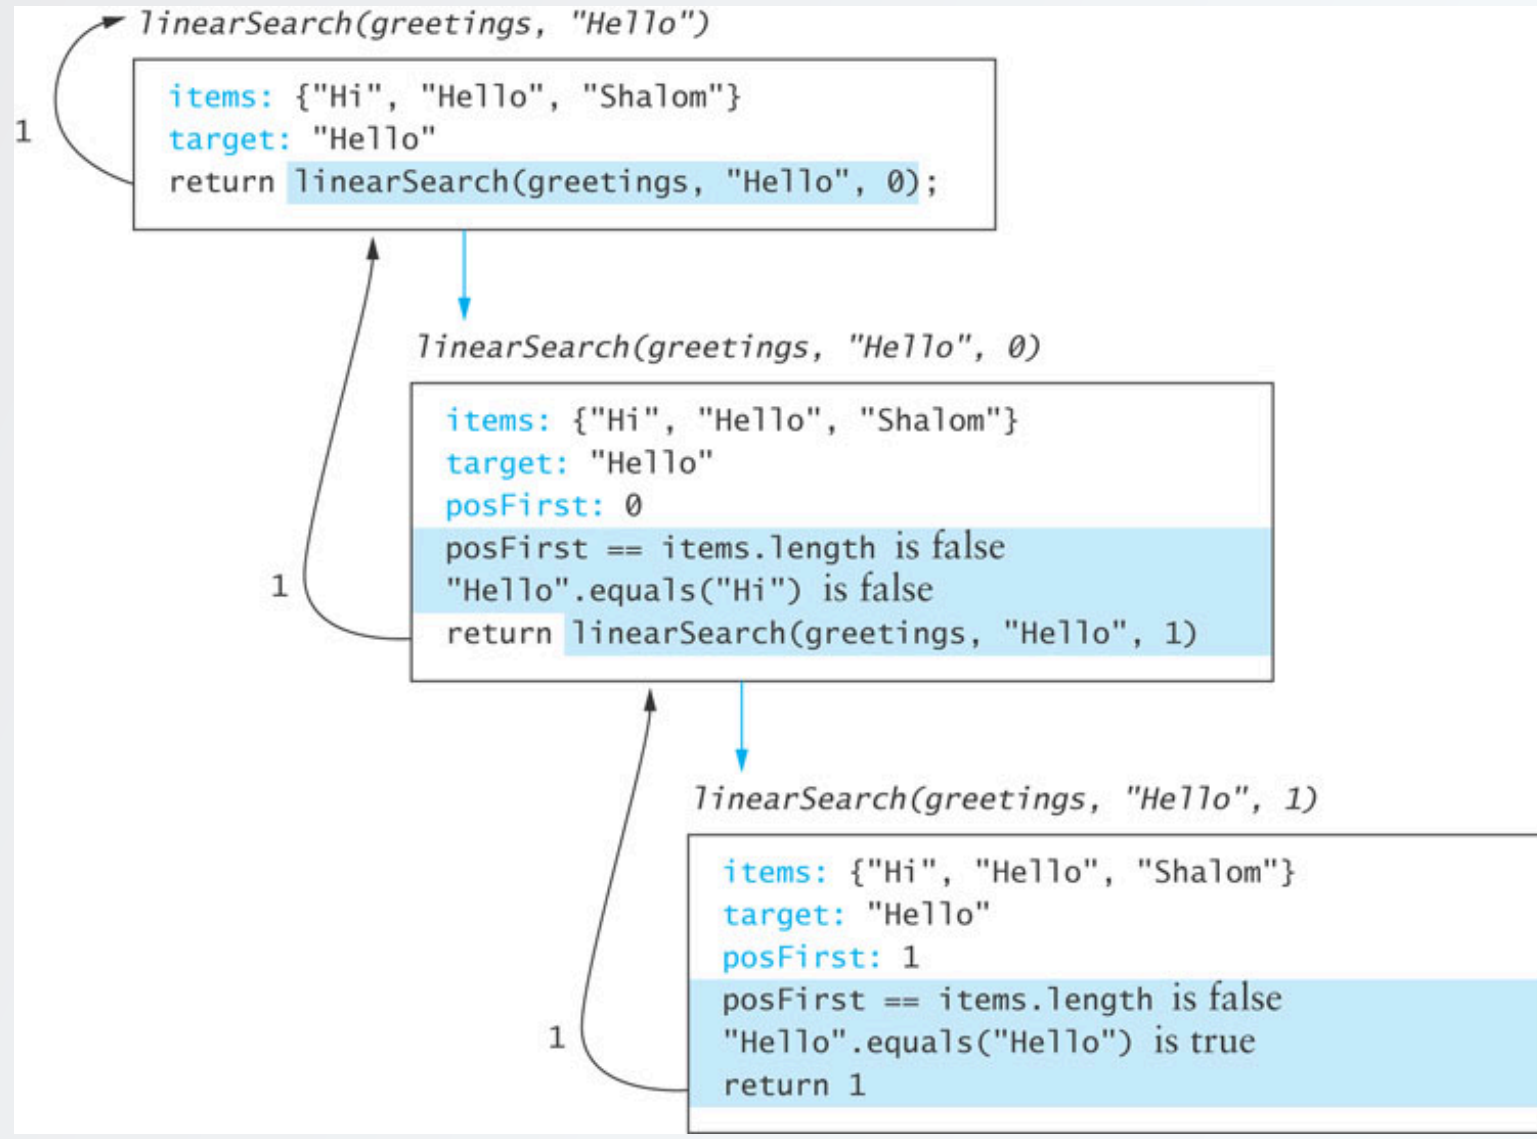 linearSearch(greetings, "Hello")
items: {"Hi", "Hello", "Shalom"}
1
target: "Hello"
return linearSearch(greetings, "Hello", 0);
linearSearch(greetings, "Hello", 0)
items: {"Hi", "Hello", "Shalom"}
target: "Hello"
posFirst: 0
posFirst == items.length is false
1
"Hello".equals("Hi") is false
return linearSearch(greetings, "Hello", 1)
linearSearch(greetings, "Hello", 1)
items: {"Hi", "Hello", "Shalom"}
target: "Hello"
posFirst: 1
posFirst == items.length is false
1
"Hello".equals("Hello") is true
return 1